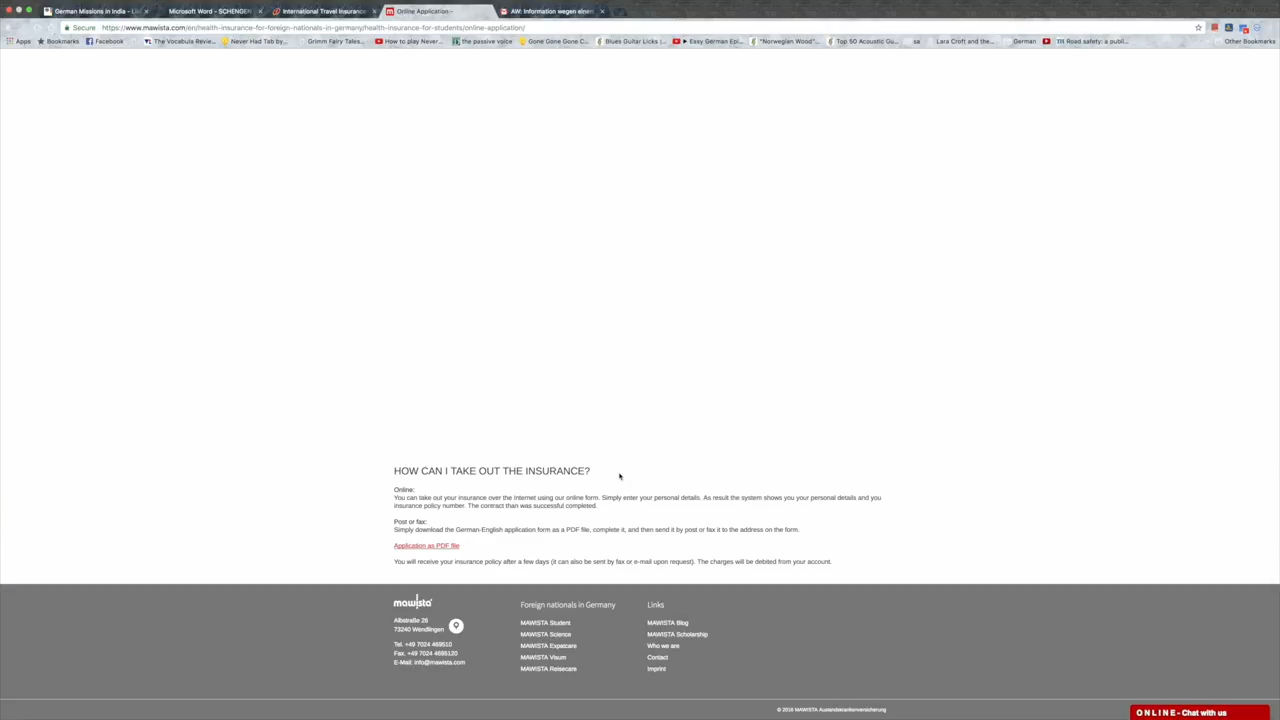 German Missions in India - Lis
Microsoft Word - SCHENGEN
International Travel Insurance
Online Application –
AW: Information wegen einem
Secure
https://www.mawista.com/en/health-insurance-for-foreign-nationals-in-germany/health-insurance-for-students/online-application/
Apps
Bookmarks
Facebook
The Vocabula Revie...
Never Had Tab by...
Grimm Fairy Tales...
How to play Never...
the passive voice
Gone Gone Gone C...
Blues Guitar Licks |...
Easy German Epi...
"Norwegian Wood"...
Top 50 Acoustic Gu...
sa
Lara Croft and the...
German
Road safety: a publi...
Other Bookmarks
HOW CAN I TAKE OUT THE INSURANCE?
Online:
You can take out your insurance over the internet using our online form. Simply enter your personal details. As result the system shows you your personal details and you
insurance policy number. The contract than was successful completed.
Post or fax:
Simply download the German-English application form as a PDF file, complete it, and then send it by post or fax it to the address on the form.
Application as PDF file
You will receive your insurance policy after a few days (it can also be sent by fax or e-mail upon request). The charges will be debited from your account.
mawista
Albstraße 26
73240 Wendlingen
Tel. +49 7024 469510
Fax. +49 7024 4695120
E-Mail: info@mawista.com
Foreign nationals in Germany
MAWISTA Student
MAWISTA Science
MAWISTA Expatcare
MAWISTA Visum
MAWISTA Reisecare
Links
MAWISTA Blog
MAWISTA Scholarship
Who we are
Contact
Imprint
© 2016 MAWISTA Auslandskrankenversicherung
ONLINE - Chat with us